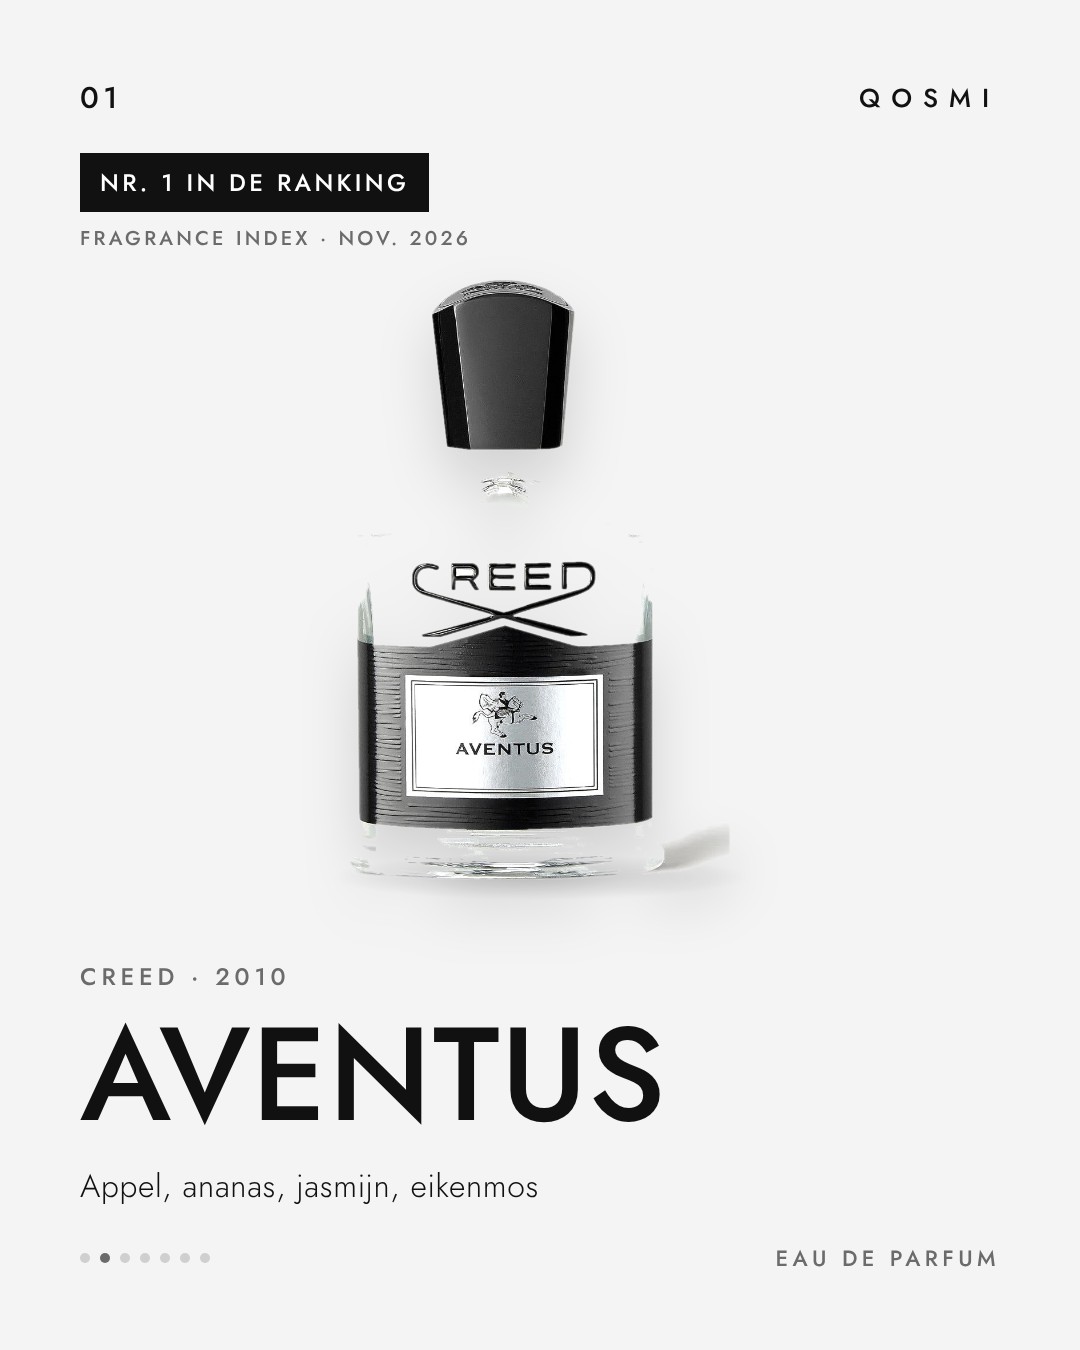 01
QOSMI
NR. 1 IN DE RANKING
FRAGRANCE INDEX · NOV. 2026
CREED
AVENTUS
CREED · 2010
AVENTUS
Appel, ananas, jasmijn, eikenmos
EAU DE PARFUM